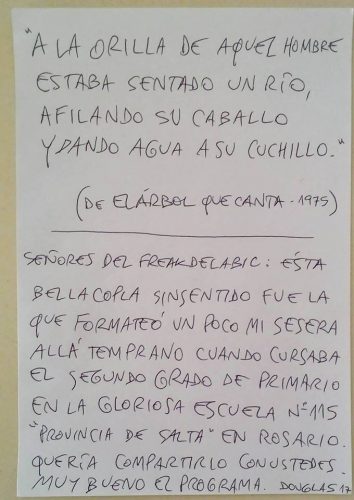 "A LA ORILLA DE AQUEL HOMBRE
ESTABA SENTADO UN RÍO,
AFILANDO SU CABALLO
Y DANDO AGUA A SU CUCHILLO."
(DE EL ÁRBOL QUE CANTA - 1975)
SEÑORES DEL FREAKDELABIC: ÉSTA
BELLA COPLA SINSENTIDO FUE LA
QUE FORMATEÓ UN POCO MI SESERA
ALLÁ TEMPRANO CUANDO CURSABA
EL SEGUNDO GRADO DE PRIMARIO
EN LA GLORIOSA ESCUELA Nº 115
"PROVINCIA DE SALTA" EN ROSARIO.
QUERÍA COMPARTIRLO CON USTEDES.
MUY BUENO EL PROGRAMA. DOUGLAS 17